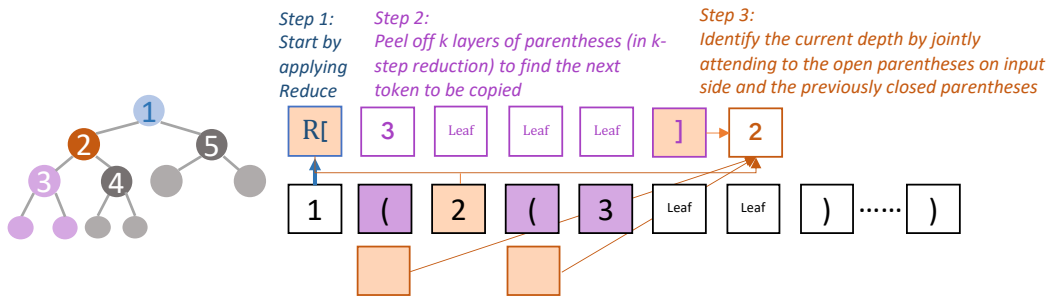 Step 1:
Start by
applying
Reduce
Step 2:
Peel off k layers of parentheses (in k-
step reduction) to find the next
token to be copied
Step 3:
Identify the current depth by jointly
attending to the open parentheses on input
side and the previously closed parentheses
1
2
5
3
4
R[ 3 Leaf Leaf Leaf ] 2
1 ( 2 ( 3 Leaf Leaf ) ...... )